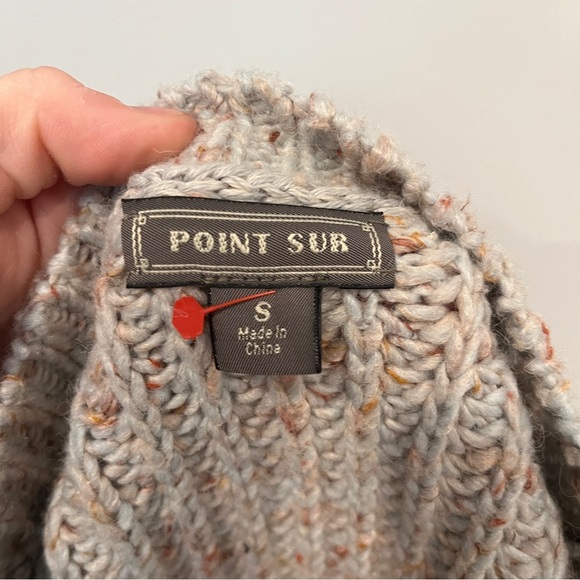 POINT SUR
S
Made in
China